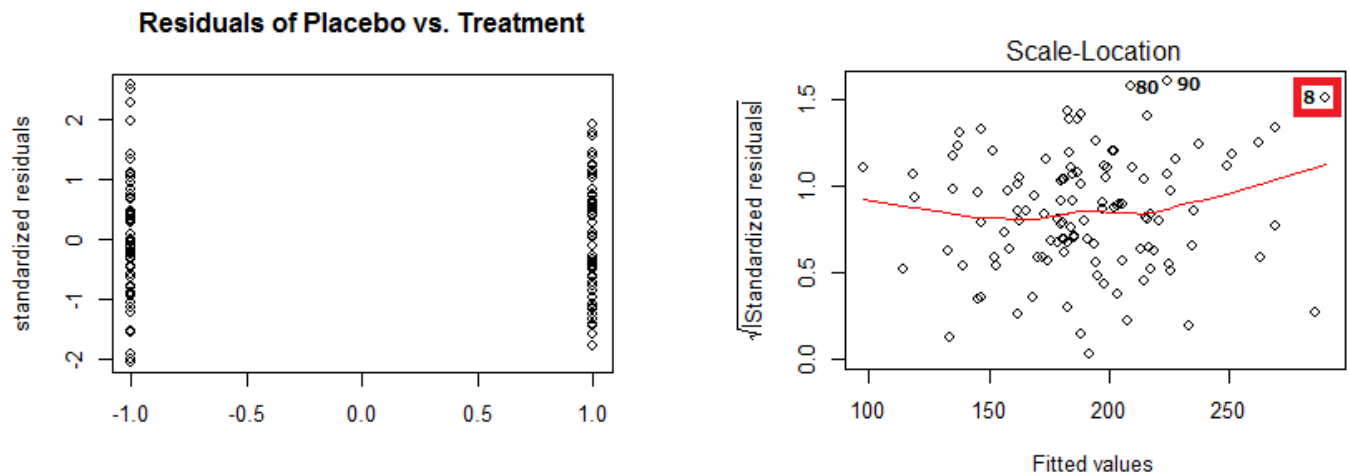 Residuals of Placebo vs. Treatment
standardized residuals
2
1
0
-1
-2
-1.0 -0.5 0.0 0.5 1.0
Scale-Location
√|Standardized residuals|
1.5
1.0
0.5
0.0
80 90
8
100 150 200 250
Fitted values